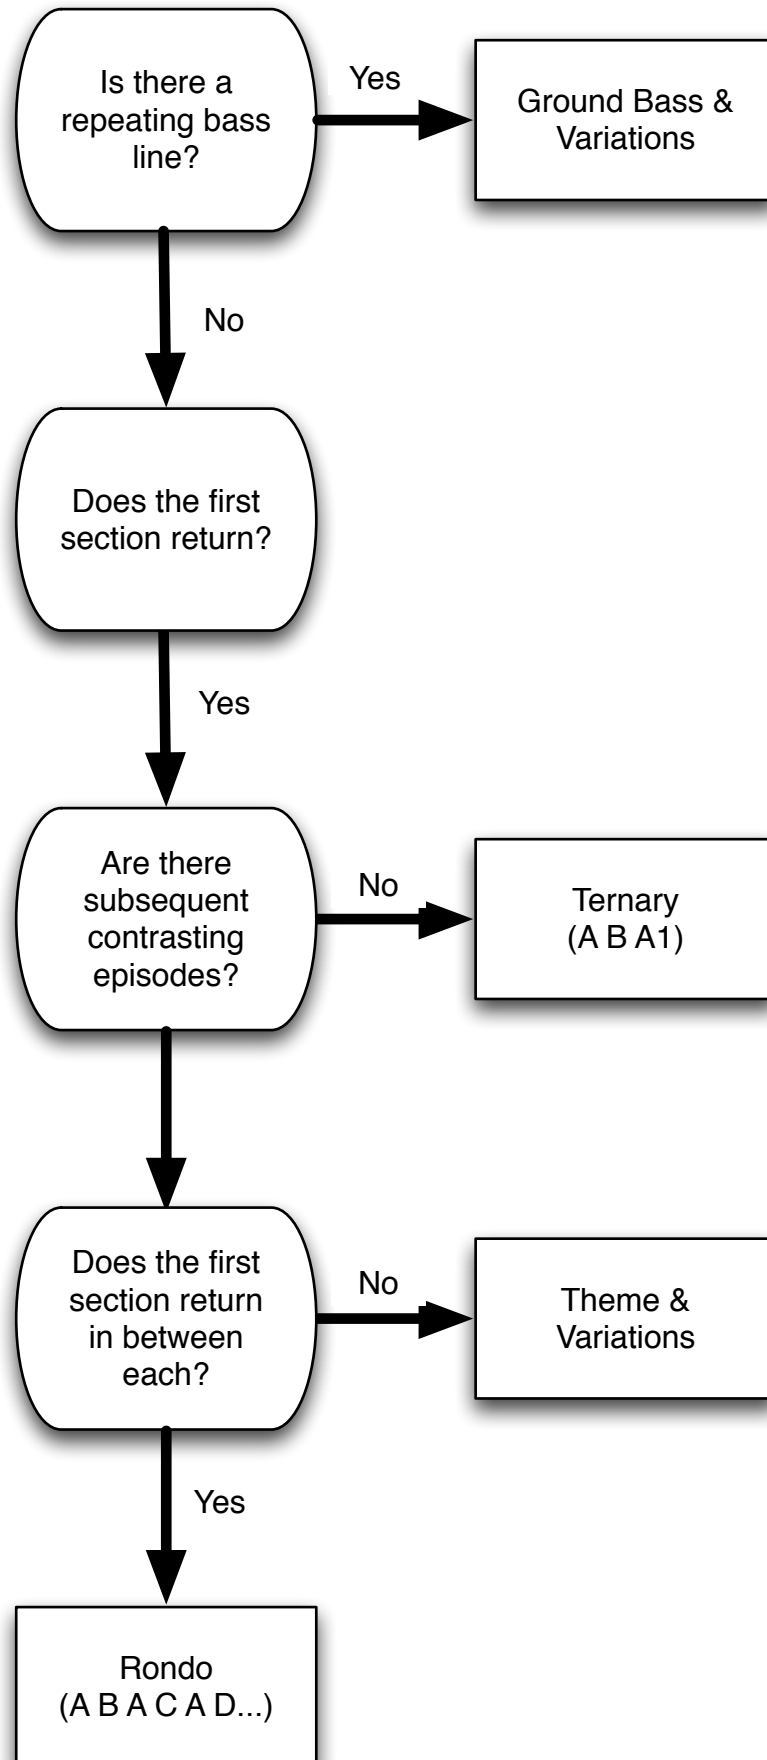 Is there a
repeating bass
line?
Yes
Ground Bass &
Variations
No
Does the first
section return?
Yes
Are there
subsequent
contrasting
episodes?
No
Ternary
(A B A1)
Does the first
section return
in between
each?
No
Theme &
Variations
Yes
Rondo
(A B A C A D...)